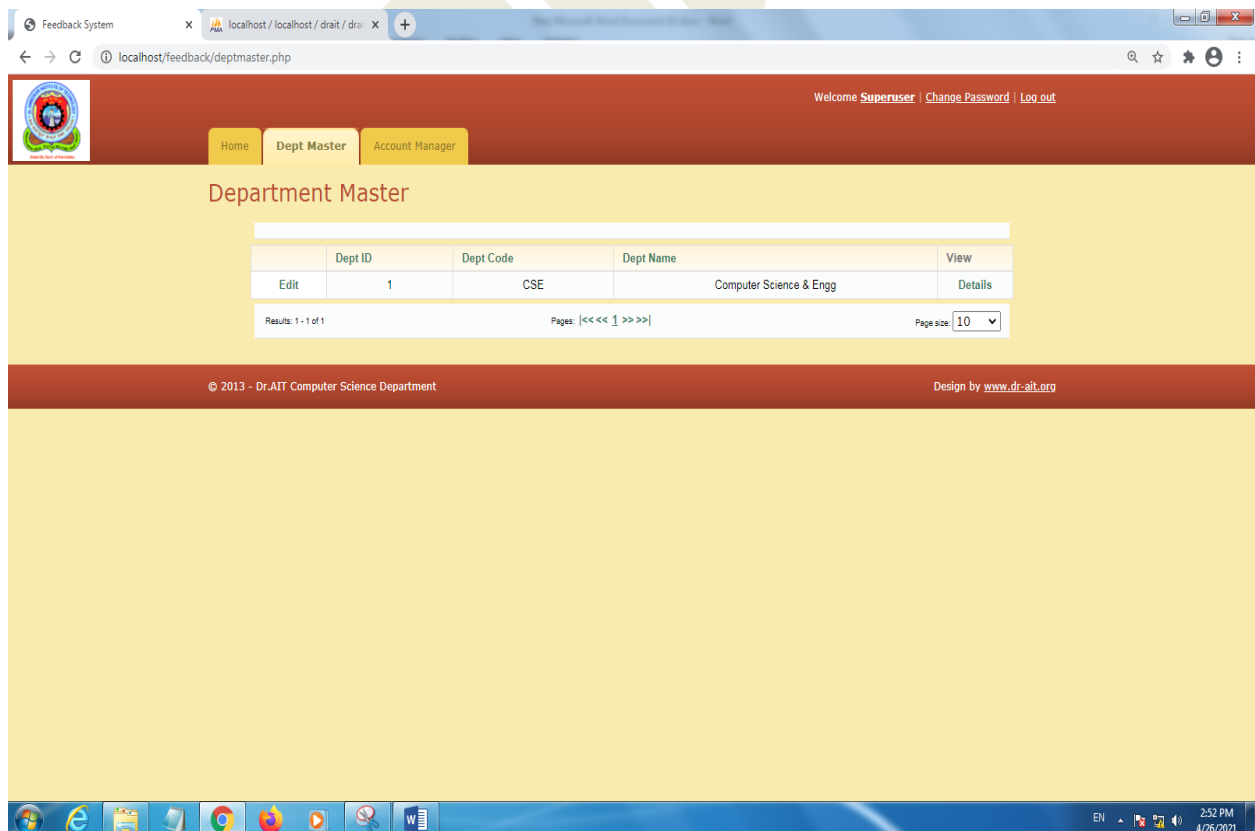 Feedback System x localhost / localhost / drait / drai x +
localhost/feedback/deptmaster.php
Welcome Superuser | Change Password | Log out
Home Dept Master Account Manager
Department Master
Dept ID Dept Code Dept Name View
Edit 1 CSE Computer Science & Engg Details
Results: 1 - 1 of 1 Pages: |<< << 1 >> >>| Page size: 10
© 2013 - Dr.AIT Computer Science Department Design by www.dr-ait.org
EN 2:52 PM
4/26/2021